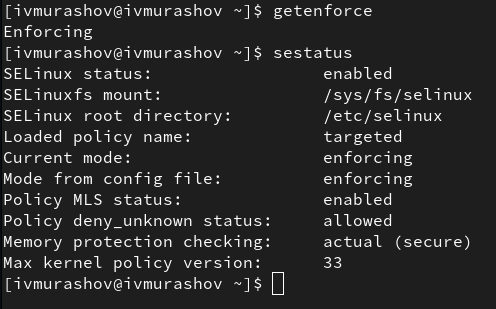 [ivmurashov@ivmurashov ~]$ getenforce
Enforcing
[ivmurashov@ivmurashov ~]$ sestatus
SELinux status:                 enabled
SELinuxfs mount:                /sys/fs/selinux
SELinux root directory:         /etc/selinux
Loaded policy name:             targeted
Current mode:                   enforcing
Mode from config file:          enforcing
Policy MLS status:              enabled
Policy deny_unknown status:     allowed
Memory protection checking:     actual (secure)
Max kernel policy version:      33
[ivmurashov@ivmurashov ~]$